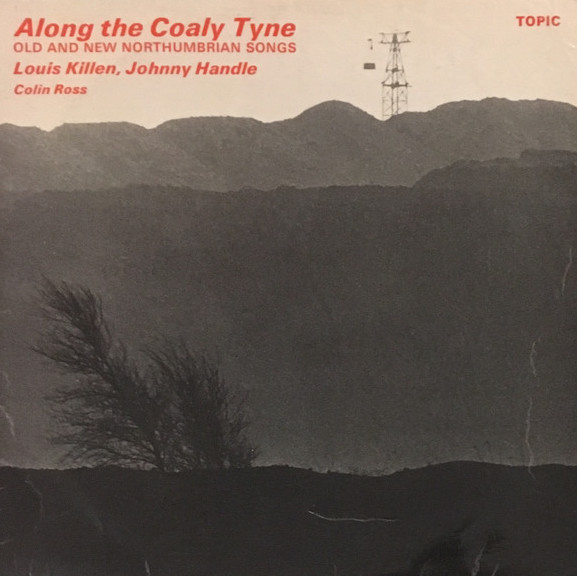 Along the Coaly Tyne
TOPIC
OLD AND NEW NORTHUMBRIAN SONGS
Louis Killen, Johnny Handle
Colin Ross